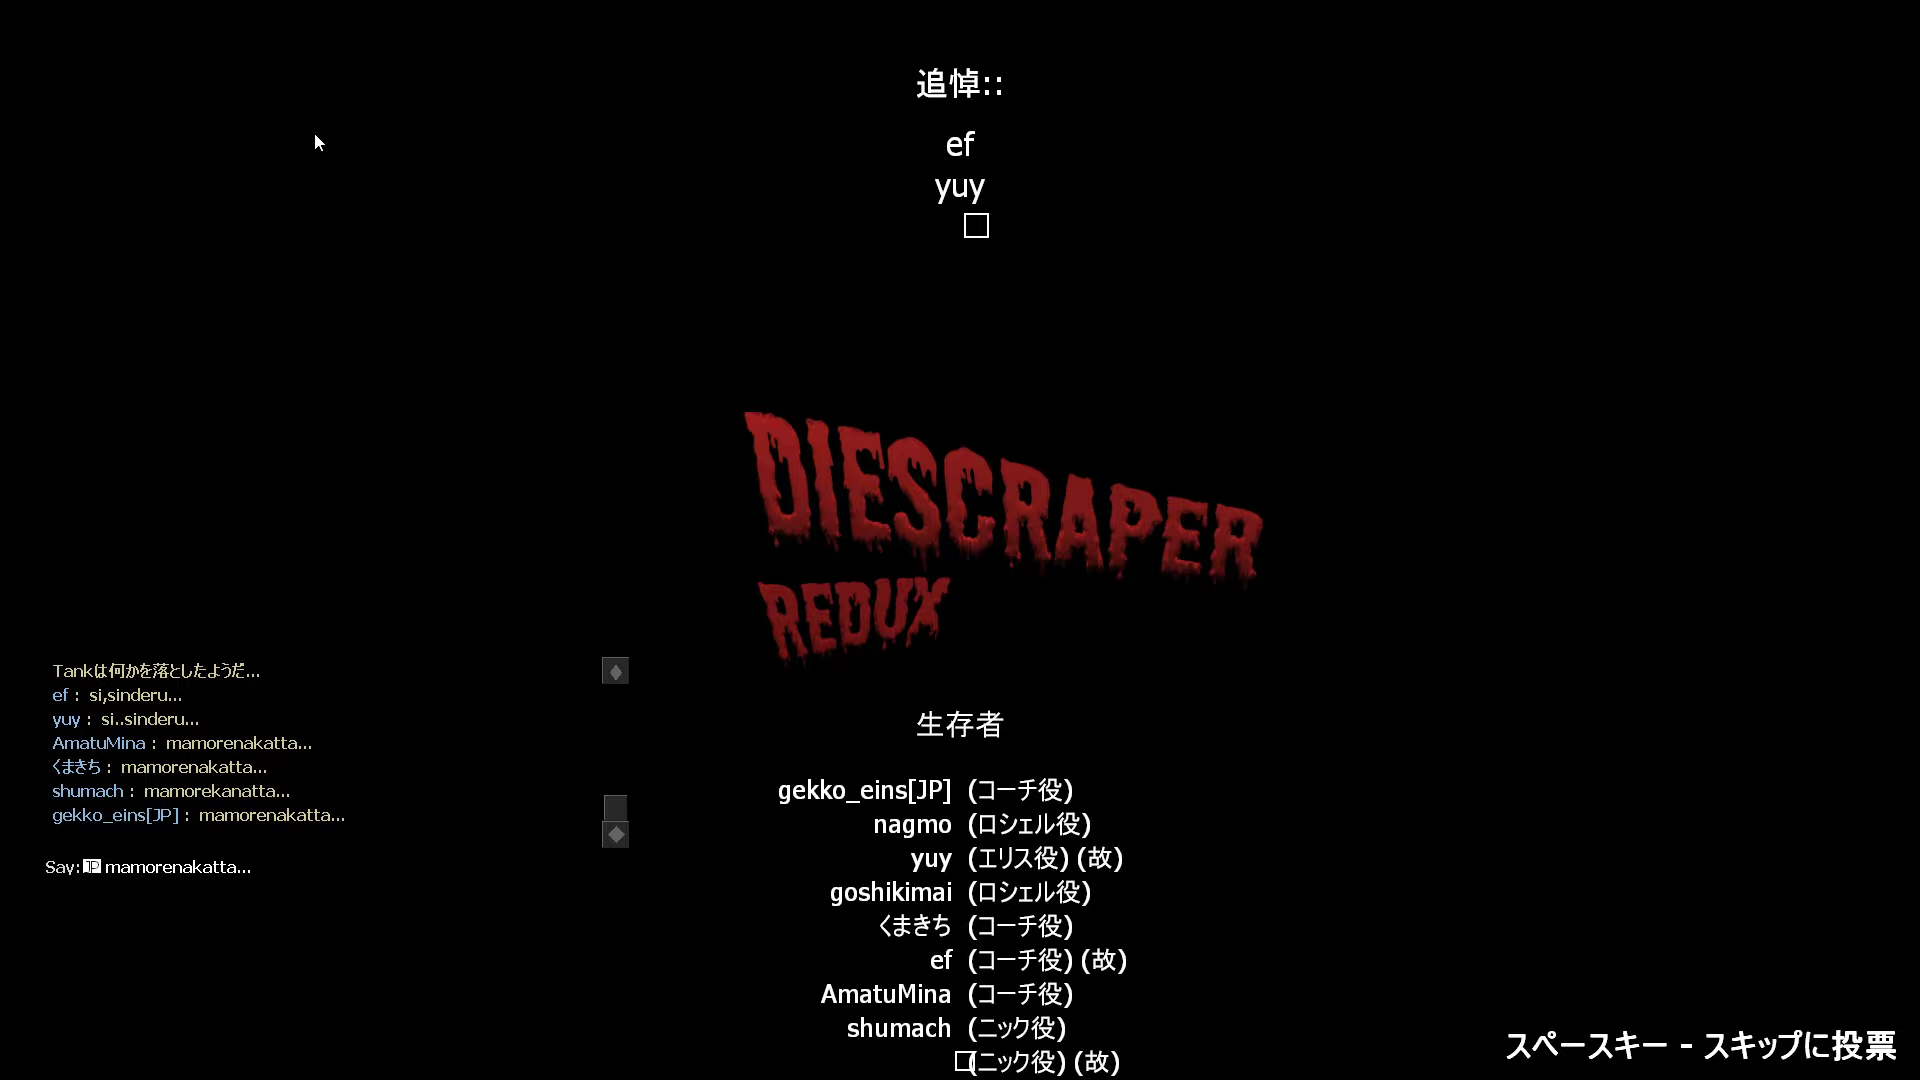 追悼::
ef
yuy
□
DIESCRAPER
REDUX
Tankは何かを落としたようだ...
ef : si,sinderu...
yuy : si..sinderu...
AmatuMina : mamorenakatta...
くまきち : mamorenakatta...
shumach : mamorekanatta...
gekko_eins[JP] : mamorenakatta...
Say: JP mamorenakatta...
生存者
gekko_eins[JP] (コーチ役)
nagmo (ロシェル役)
yuy (エリス役) (故)
goshikimai (ロシェル役)
くまきち (コーチ役)
ef (コーチ役) (故)
AmatuMina (コーチ役)
shumach (ニック役)
□(ニック役) (故)
スペースキー - スキップに投票